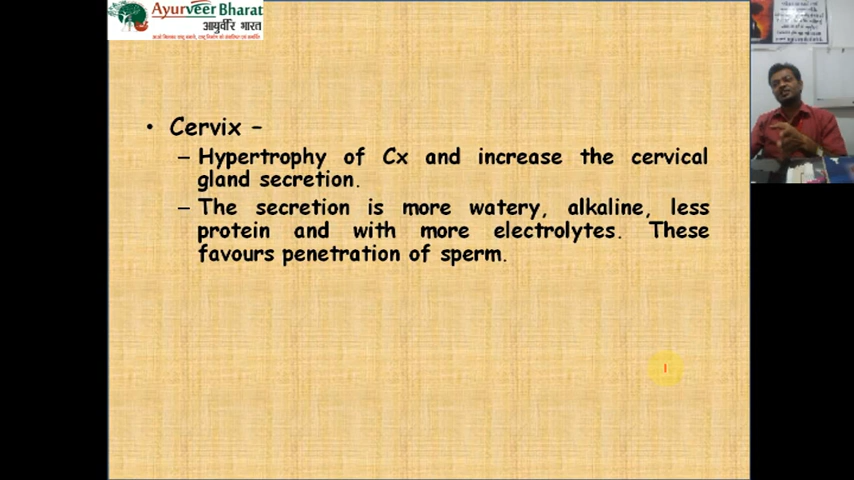 Ayurveer Bharat
आयुर्वीर भारत
• Cervix –
– Hypertrophy of Cx and increase the cervical
gland secretion.
– The secretion is more watery, alkaline, less
protein and with more electrolytes. These
favours penetration of sperm.